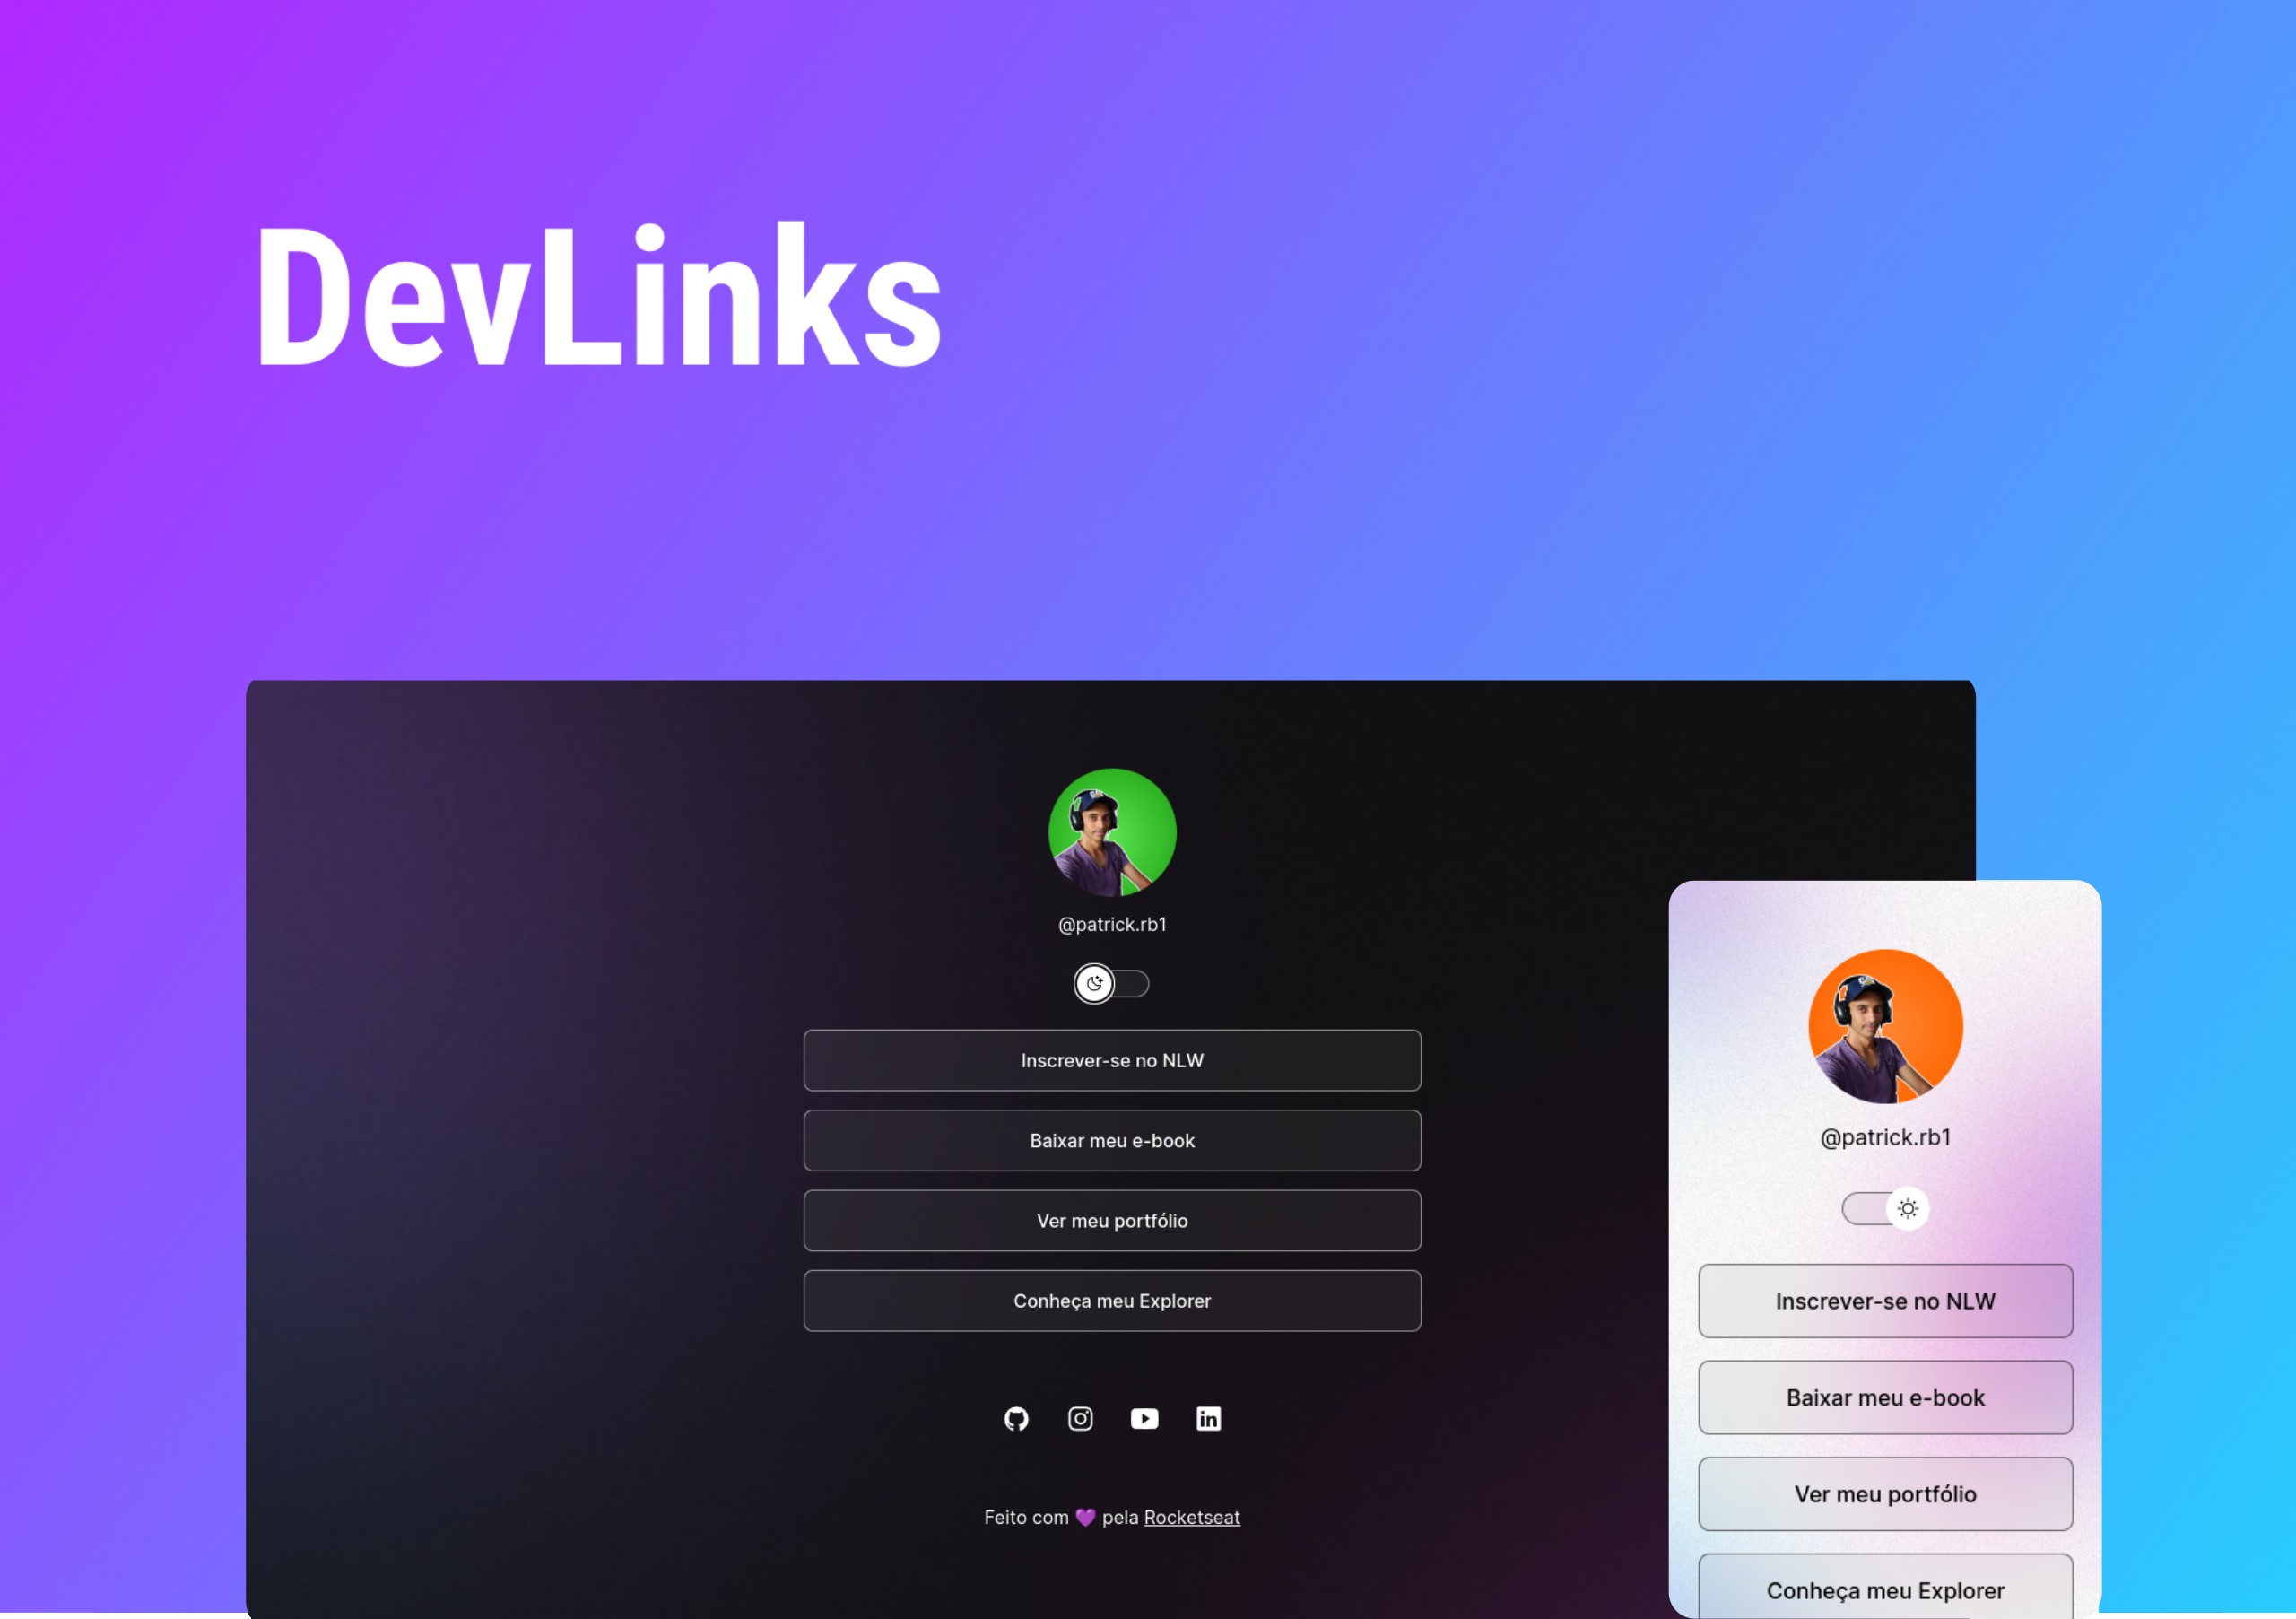 DevLinks
@patrick.rb1
Inscrever-se no NLW
Baixar meu e-book
Ver meu portfólio
Conheça meu Explorer
Feito com 💜 pela Rocketseat
@patrick.rb1
Inscrever-se no NLW
Baixar meu e-book
Ver meu portfólio
Conheça meu Explorer